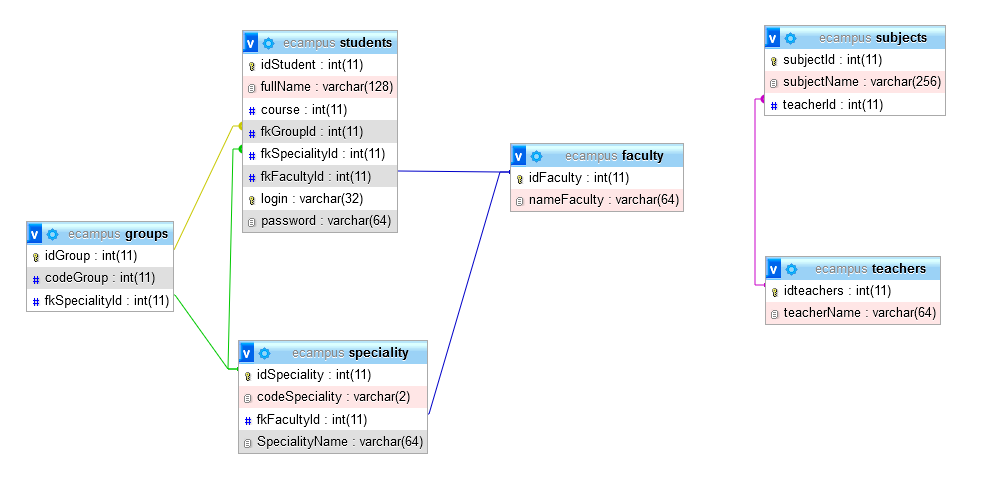 v ecampus students
idStudent : int(11)
fullName : varchar(128)
# course : int(11)
# fkGroupId : int(11)
# fkSpecialityId : int(11)
# fkFacultyId : int(11)
login : varchar(32)
password : varchar(64)
v ecampus subjects
subjectId : int(11)
subjectName : varchar(256)
# teacherId : int(11)
v ecampus faculty
idFaculty : int(11)
nameFaculty : varchar(64)
v ecampus groups
idGroup : int(11)
# codeGroup : int(11)
# fkSpecialityId : int(11)
v ecampus teachers
idteachers : int(11)
teacherName : varchar(64)
v ecampus speciality
idSpeciality : int(11)
codeSpeciality : varchar(2)
# fkFacultyId : int(11)
SpecialityName : varchar(64)